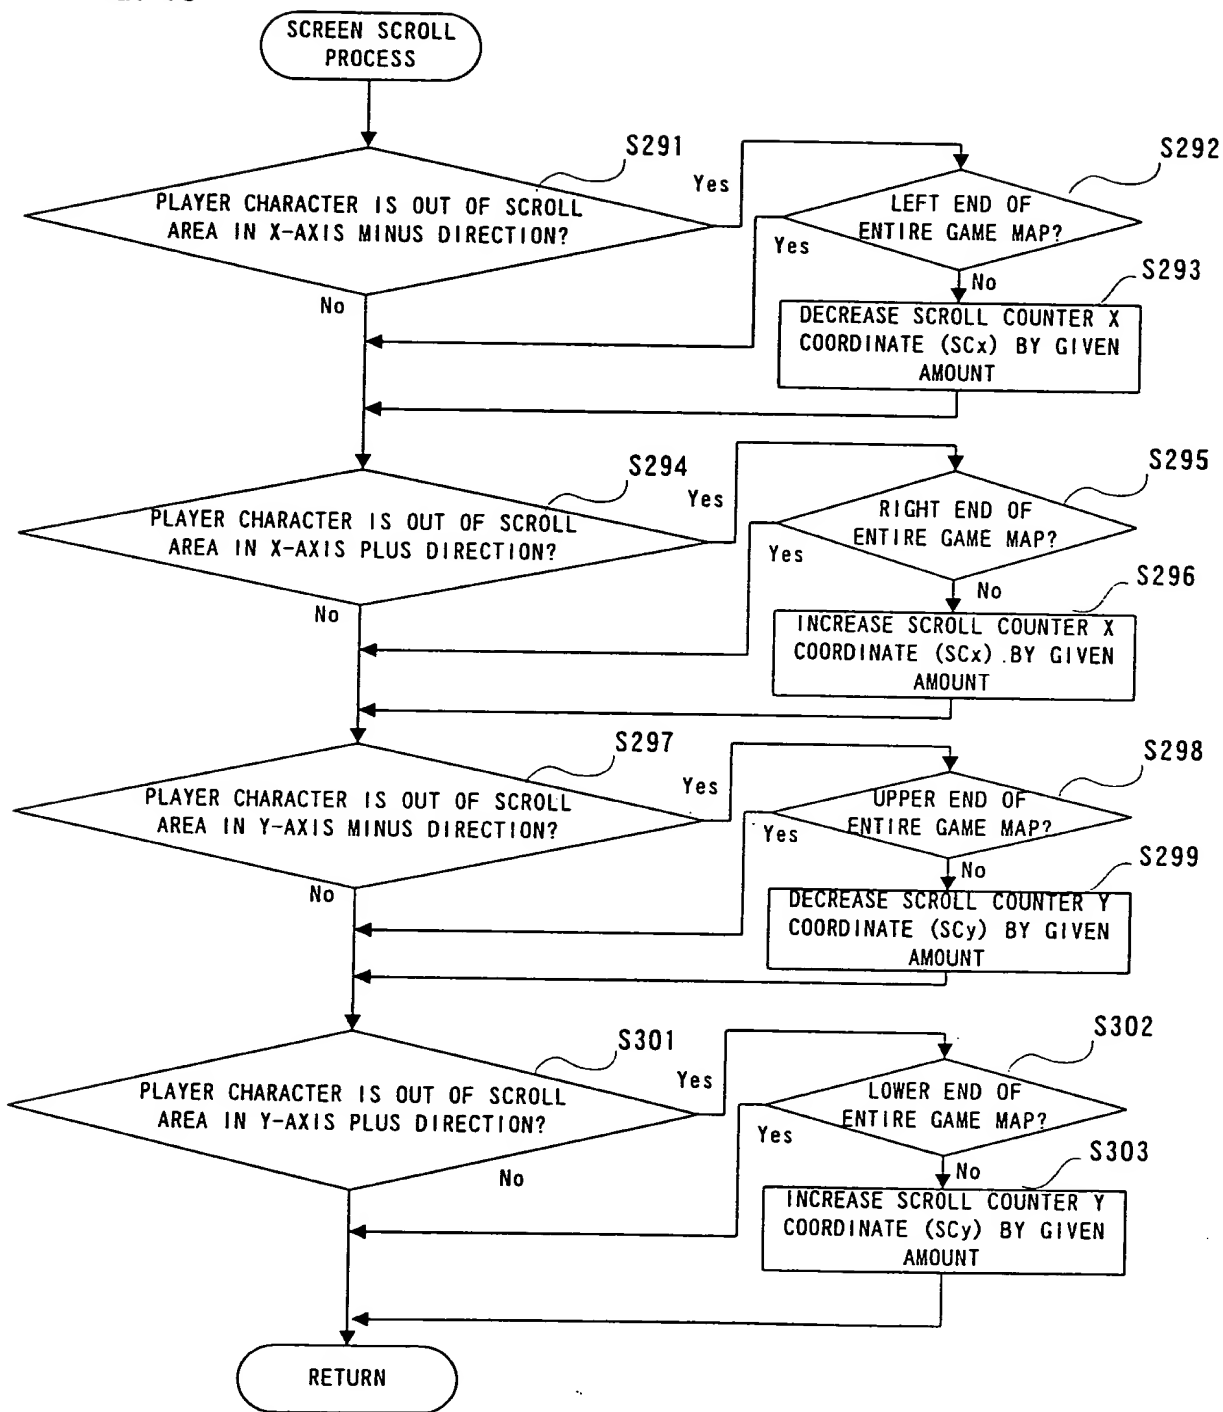 SCREEN SCROLL
PROCESS
S291
PLAYER CHARACTER IS OUT OF SCROLL
AREA IN X-AXIS MINUS DIRECTION?
Yes
No
S292
LEFT END OF
ENTIRE GAME MAP?
Yes
No
S293
DECREASE SCROLL COUNTER X
COORDINATE (SCx) BY GIVEN
AMOUNT
S294
PLAYER CHARACTER IS OUT OF SCROLL
AREA IN X-AXIS PLUS DIRECTION?
Yes
No
S295
RIGHT END OF
ENTIRE GAME MAP?
Yes
No
S296
INCREASE SCROLL COUNTER X
COORDINATE (SCx) BY GIVEN
AMOUNT
S297
PLAYER CHARACTER IS OUT OF SCROLL
AREA IN Y-AXIS MINUS DIRECTION?
Yes
No
S298
UPPER END OF
ENTIRE GAME MAP?
Yes
No
S299
DECREASE SCROLL COUNTER Y
COORDINATE (SCy) BY GIVEN
AMOUNT
S301
PLAYER CHARACTER IS OUT OF SCROLL
AREA IN Y-AXIS PLUS DIRECTION?
Yes
No
S302
LOWER END OF
ENTIRE GAME MAP?
Yes
No
S303
INCREASE SCROLL COUNTER Y
COORDINATE (SCy) BY GIVEN
AMOUNT
RETURN